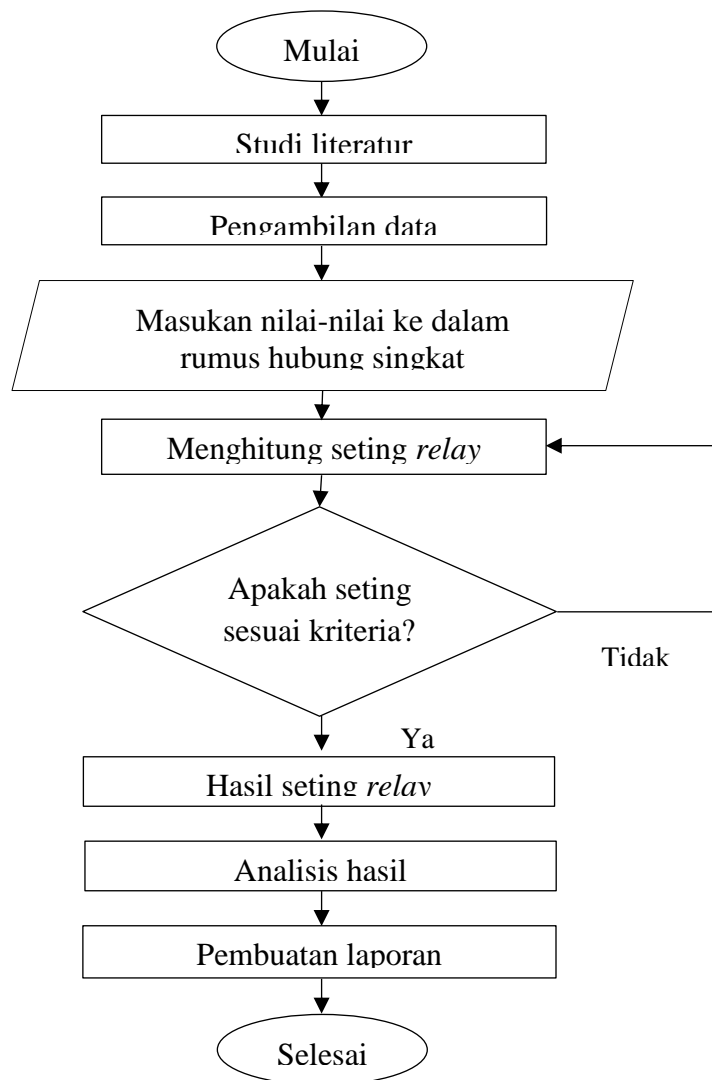 Mulai
Studi literatur
Pengambilan data
Masukan nilai-nilai ke dalam
rumus hubung singkat
Menghitung seting relay
Apakah seting
sesuai kriteria?
Tidak
Ya
Hasil seting relay
Analisis hasil
Pembuatan laporan
Selesai